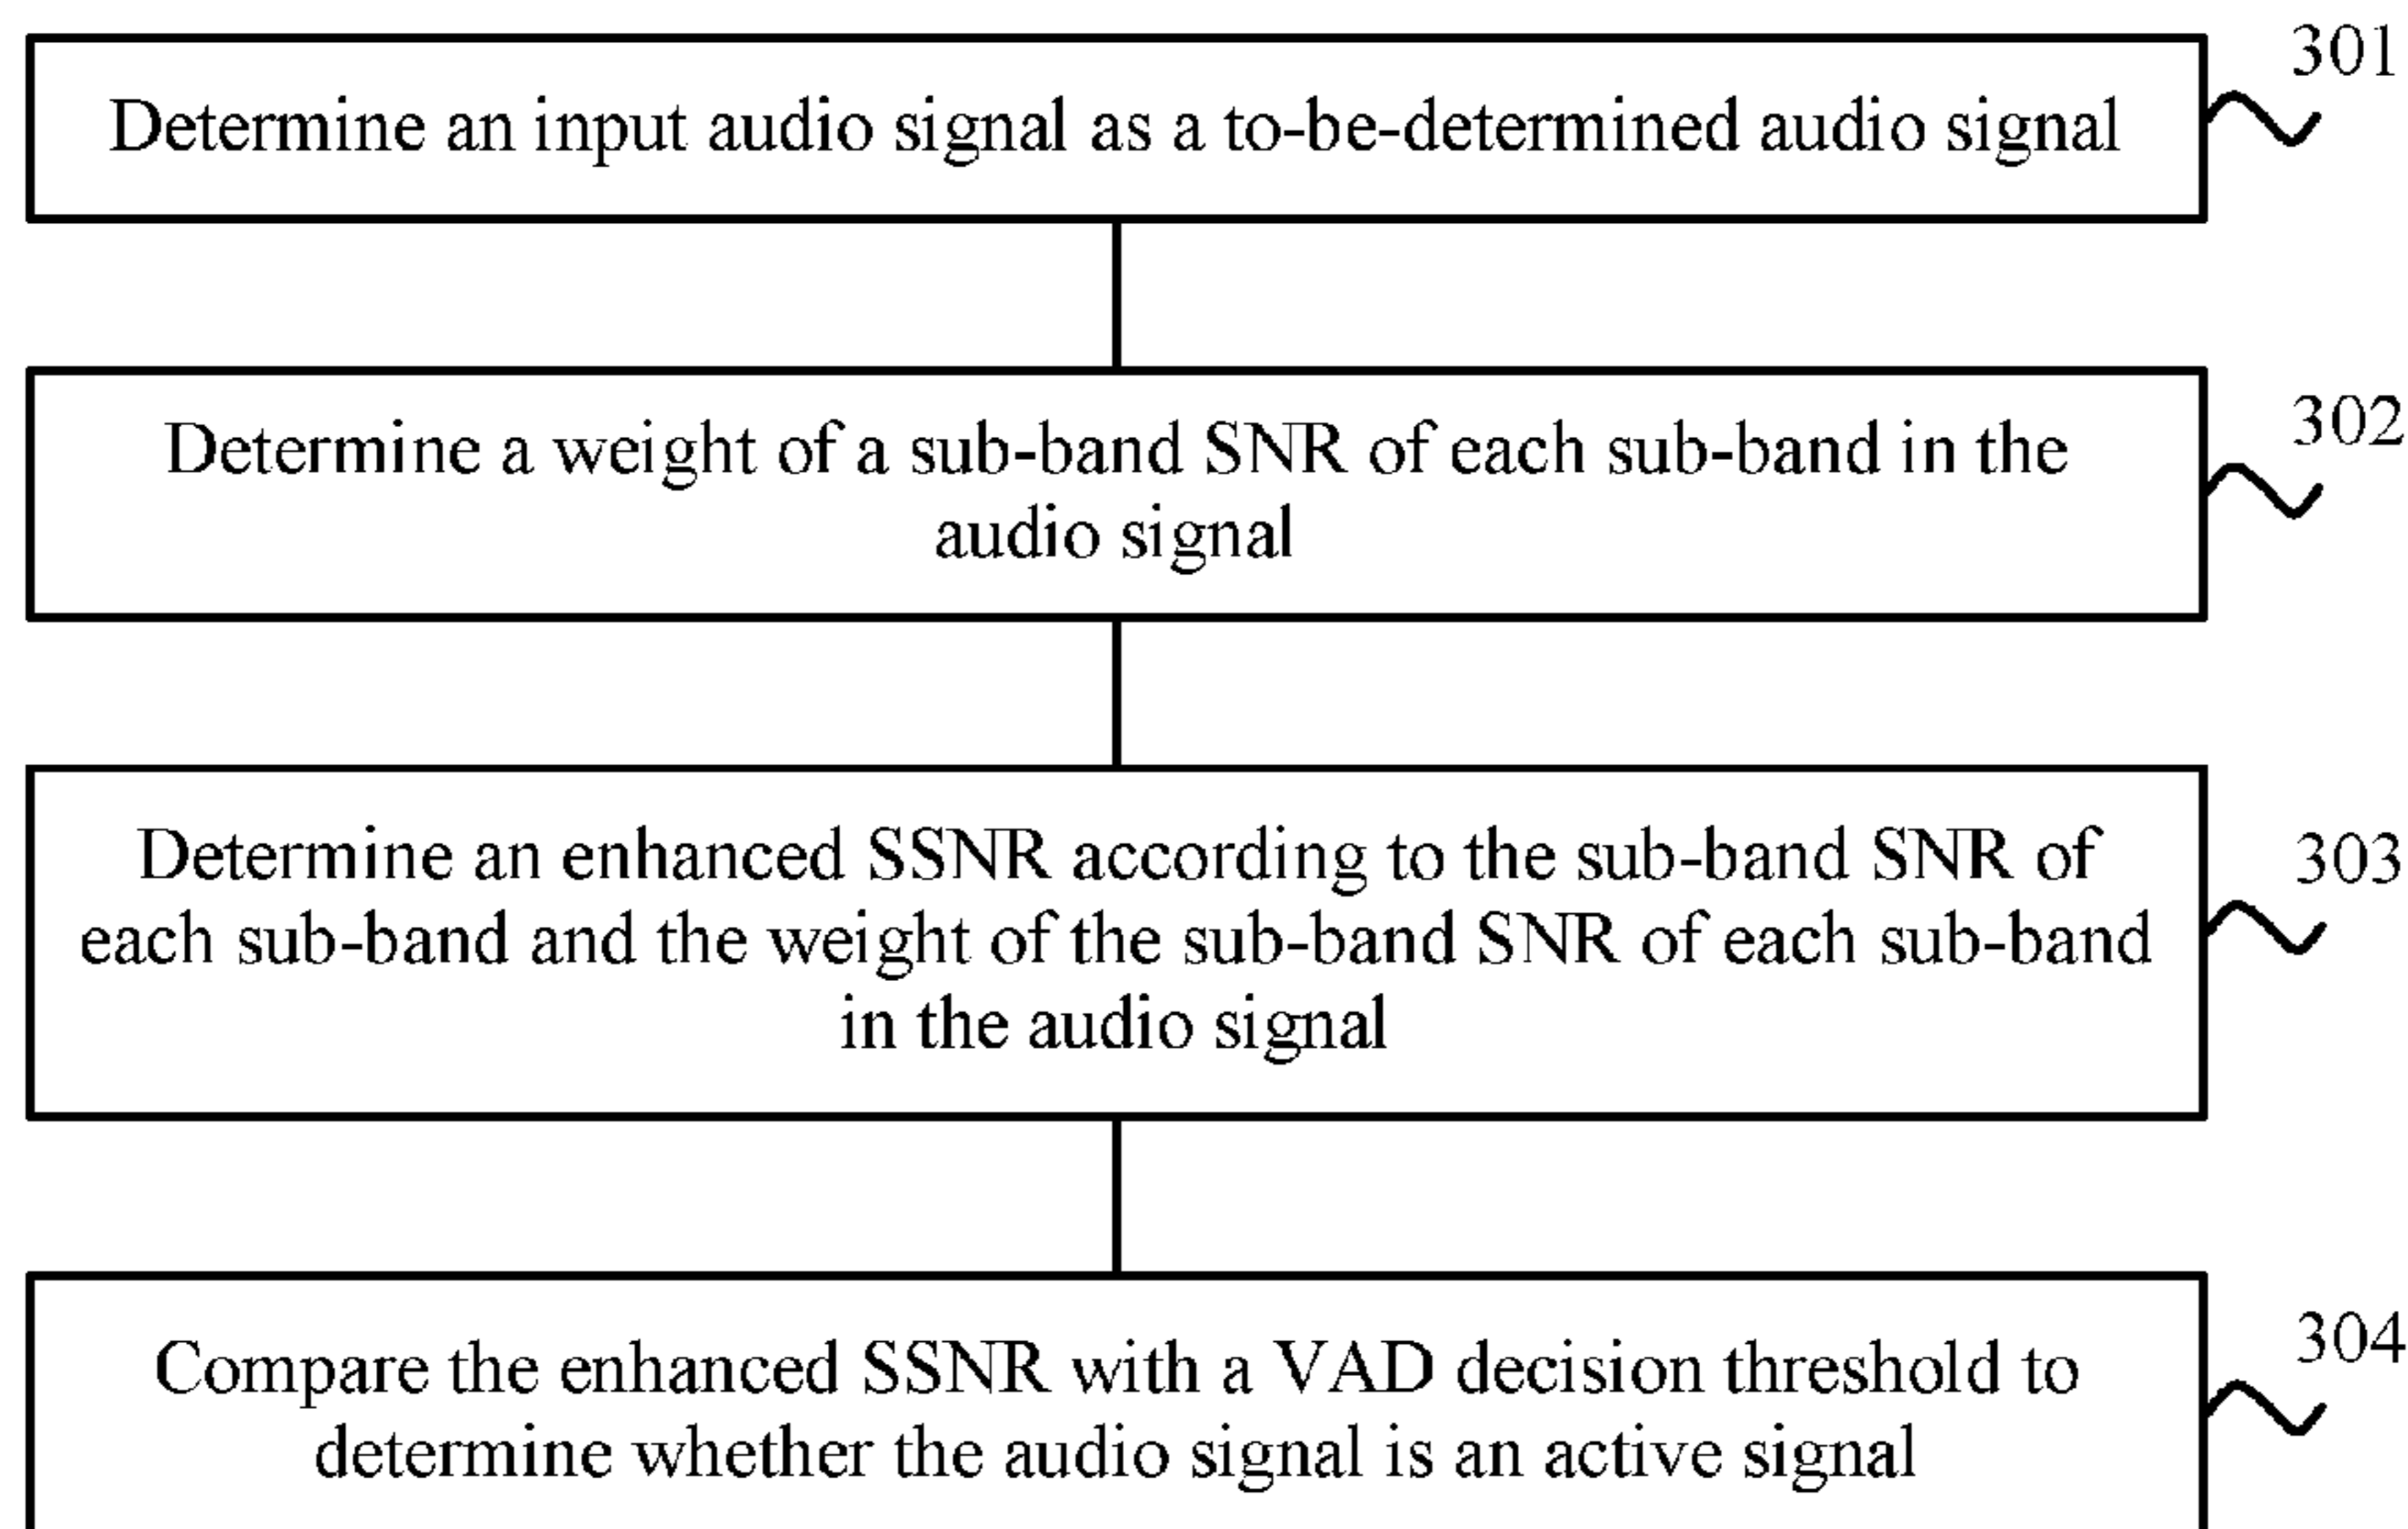 301
Determine an input audio signal as a to-be-determined audio signal
302
Determine a weight of a sub-band SNR of each sub-band in the
audio signal
303
Determine an enhanced SSNR according to the sub-band SNR of
each sub-band and the weight of the sub-band SNR of each sub-band
in the audio signal
304
Compare the enhanced SSNR with a VAD decision threshold to
determine whether the audio signal is an active signal